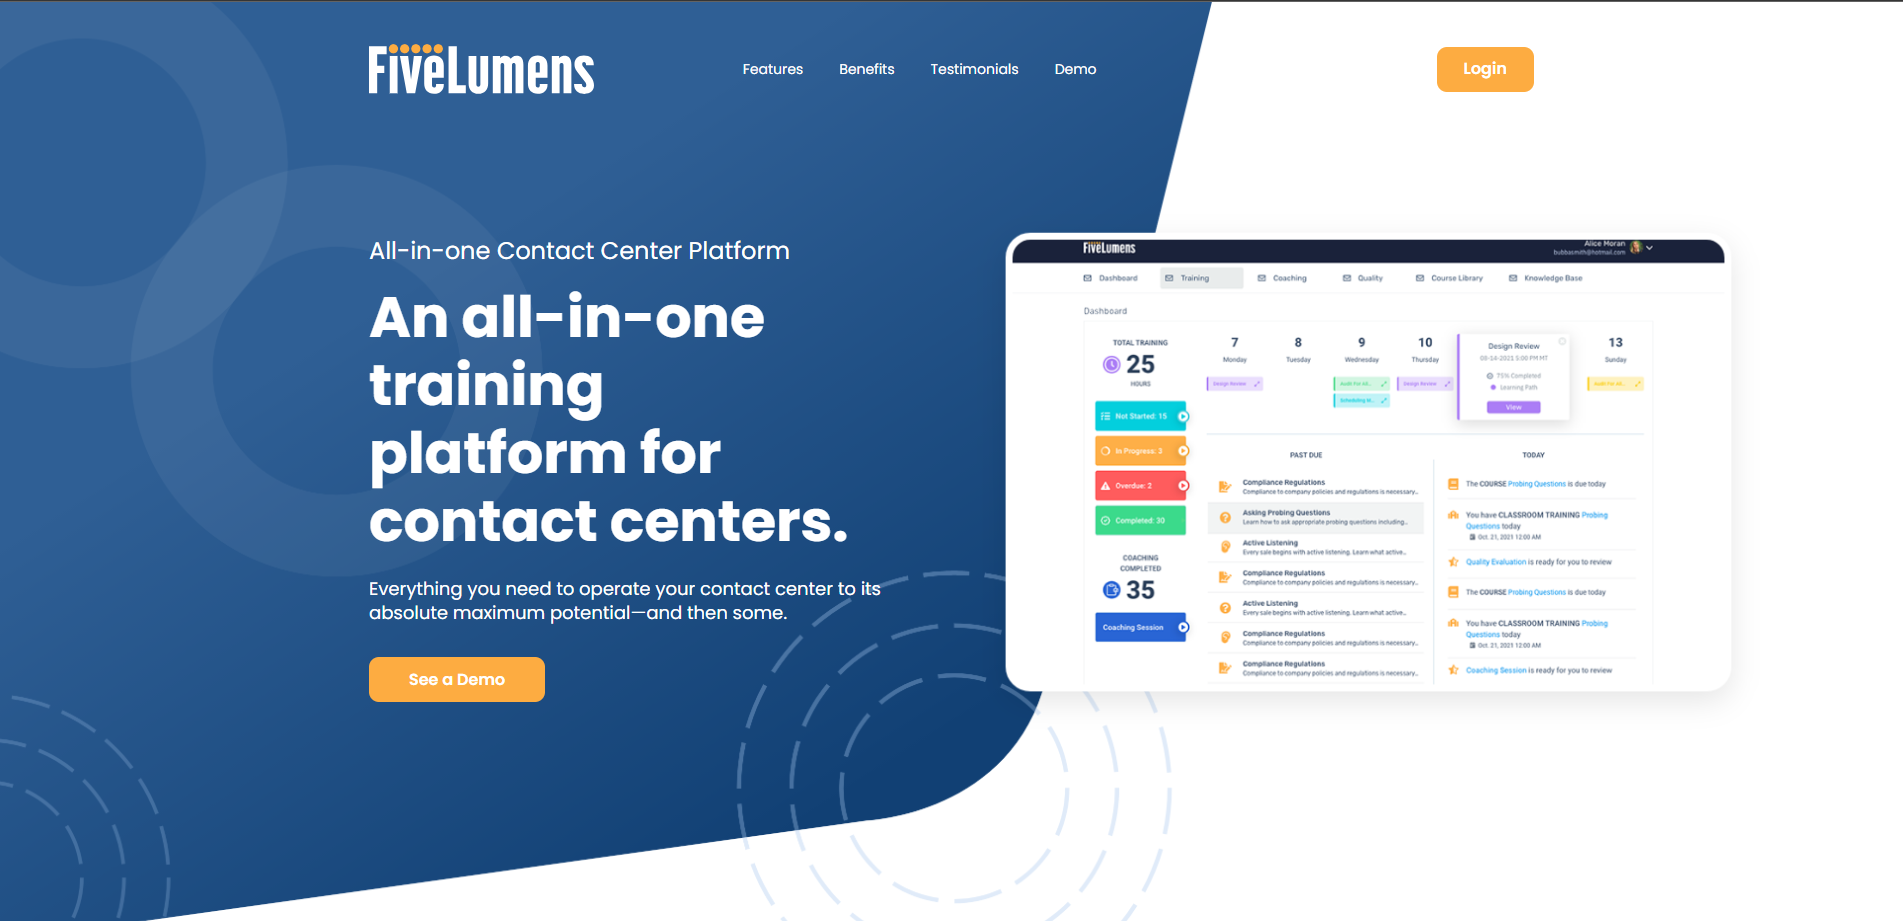 FiveLumens
Features
Benefits
Testimonials
Demo
Login
All-in-one Contact Center Platform
An all-in-one
training
platform for
contact centers.
Everything you need to operate your contact center to its
absolute maximum potential—and then some.
See a Demo
FiveLumens
Alice Moran
bubbasmith@hotmail.com
Dashboard
Training
Coaching
Quality
Course Library
Knowledge Base
Dashboard
TOTAL TRAINING
25
HOURS
Not Started: 15
In Progress: 2
Overdue: 2
Completed: 30
COACHING
COMPLETED
35
Coaching Session
7
Monday
Design Review
8
Tuesday
9
Wednesday
Audit For All...
Scheduling M...
10
Thursday
Design Review
Design Review
08-14-2021 5:00 PM MT
75% Completed
Learning Path
View
13
Sunday
Audit For All...
PAST DUE
Compliance Regulations
Compliance to company policies and regulations is necessary...
Asking Probing Questions
Learn how to ask appropriate probing questions including...
Active Listening
Every sale begins with active listening. Learn what active...
Compliance Regulations
Compliance to company policies and regulations is necessary...
Active Listening
Every sale begins with active listening. Learn what active...
Compliance Regulations
Compliance to company policies and regulations is necessary...
Compliance Regulations
Compliance to company policies and regulations is necessary...
TODAY
The COURSE Probing Questions is due today
You have CLASSROOM TRAINING Probing
Questions today
Oct. 21, 2021 12:00 AM
Quality Evaluation is ready for you to review
The COURSE Probing Questions is due today
You have CLASSROOM TRAINING Probing
Questions today
Oct. 21, 2021 12:00 AM
Coaching Session is ready for you to review